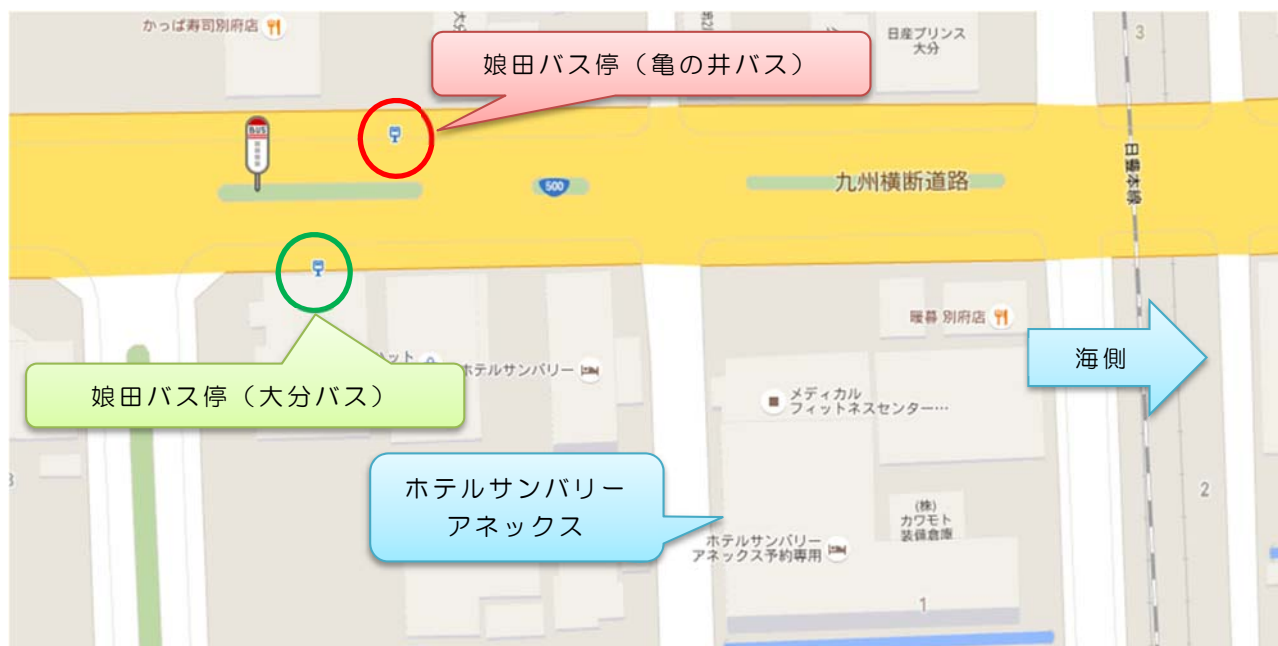 かっぱ寿司別府店
日産プリンス
大分
3
娘田バス停（亀の井バス）
BUS
500
九州横断道路
日豊本線
暖暮 別府店
海側
ホテルサンバリー
メディカル
フィットネスセンター…
娘田バス停（大分バス）
ホテルサンバリー
アネックス
2
(株)
カワモト
装備倉庫
ホテルサンバリー
アネックス予約専用
1